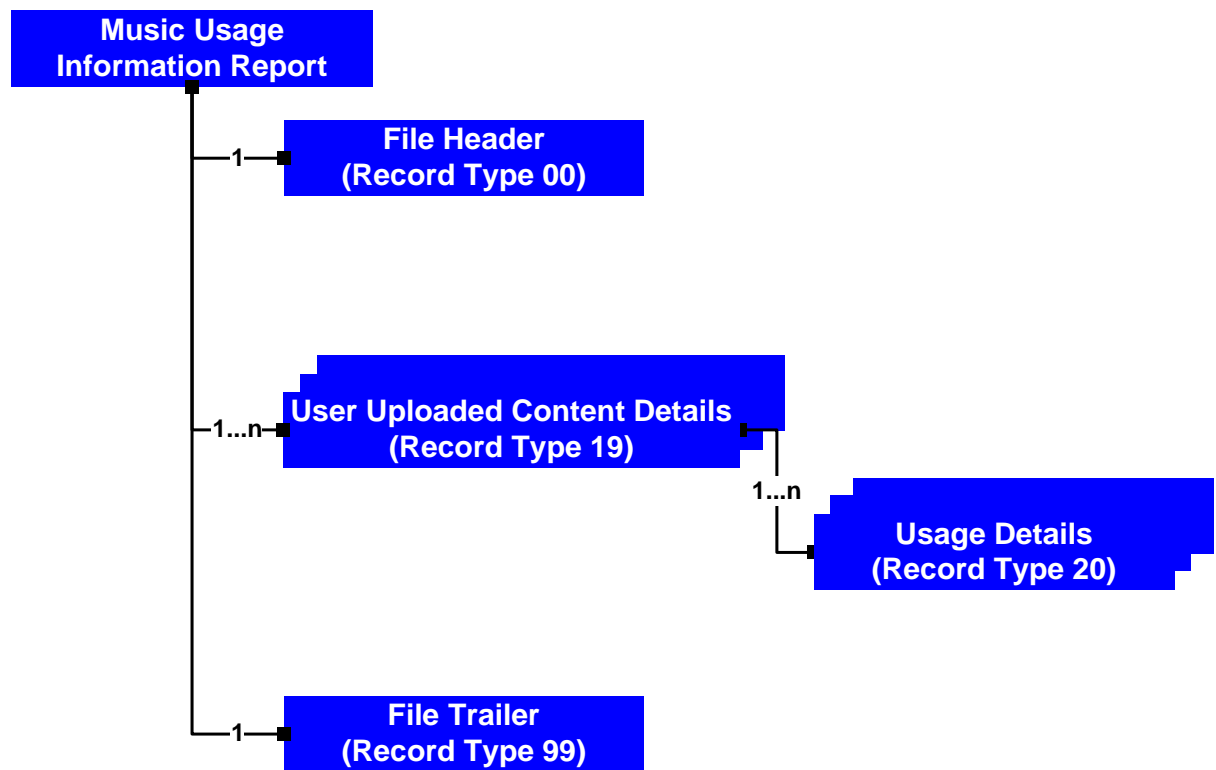 Music Usage
Information Report
File Header
(Record Type 00)
1
User Uploaded Content Details
(Record Type 19)
1...n
1...n
Usage Details
(Record Type 20)
File Trailer
(Record Type 99)
1